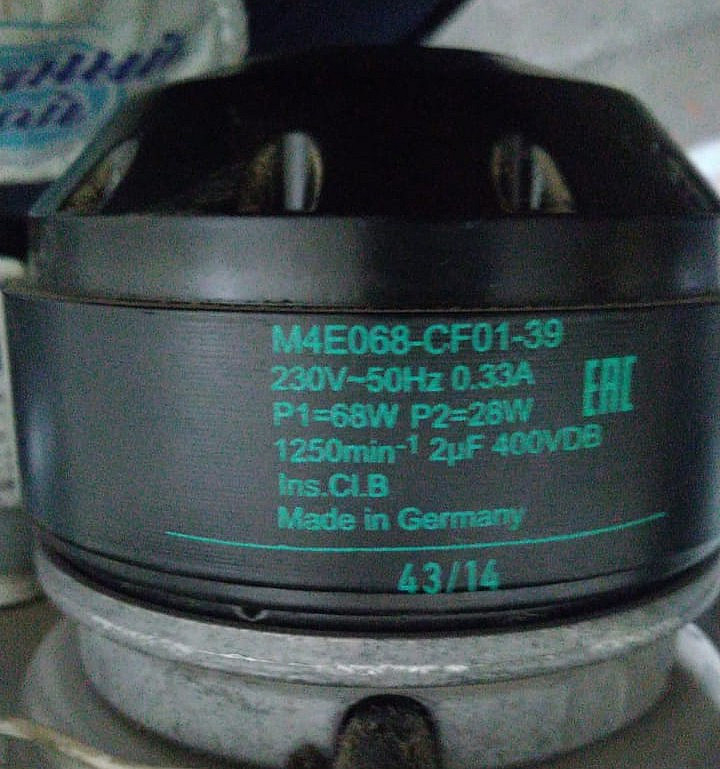 M4E068-CF01-39
230V~50Hz 0.33A
P1=68W P2=28W
1250min⁻¹ 2µF 400VDB
Ins.Cl.B
Made in Germany
EAC
43/14